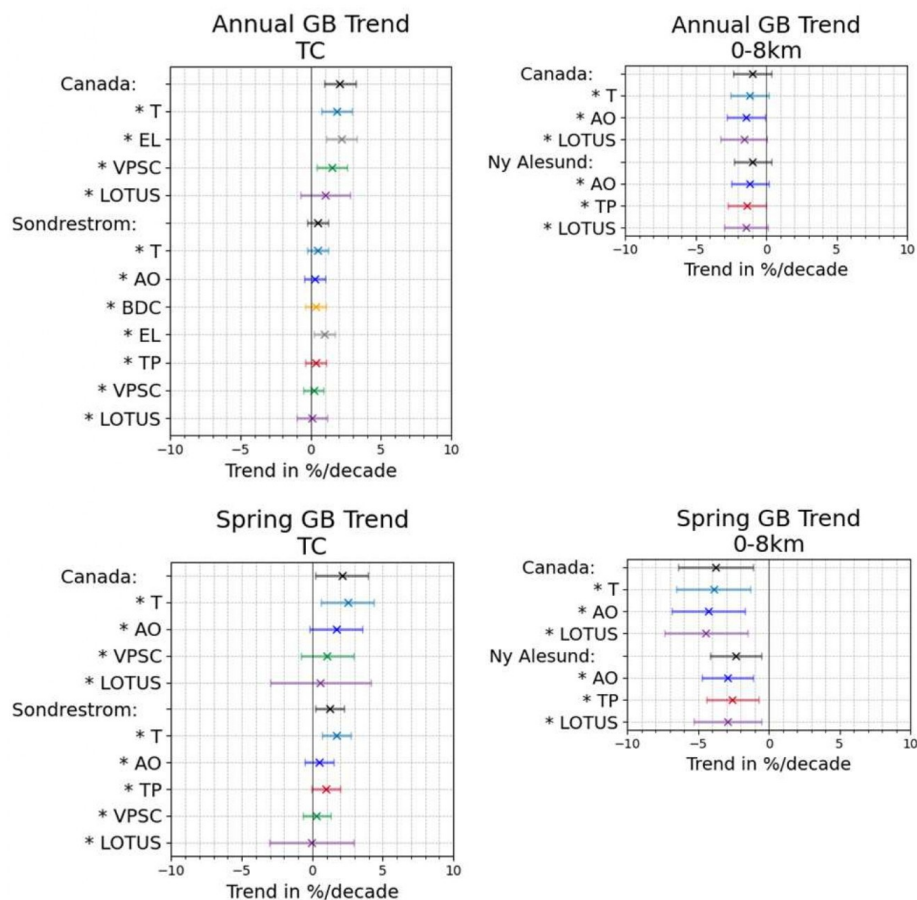 Annual GB Trend
TC
Canada:
* T
* EL
* VPSC
* LOTUS
Sondrestrom:
* T
* AO
* BDC
* EL
* TP
* VPSC
* LOTUS
−10 −5 0 5 10
Trend in %/decade
Annual GB Trend
0-8km
Canada:
* T
* AO
* LOTUS
Ny Alesund:
* AO
* TP
* LOTUS
−10 −5 0 5 10
Trend in %/decade
Spring GB Trend
TC
Canada:
* T
* AO
* VPSC
* LOTUS
Sondrestrom:
* T
* AO
* TP
* VPSC
* LOTUS
−10 −5 0 5 10
Trend in %/decade
Spring GB Trend
0-8km
Canada:
* T
* AO
* LOTUS
Ny Alesund:
* AO
* TP
* LOTUS
−10 −5 0 5 10
Trend in %/decade